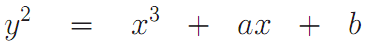 y² = x³ + ax + b